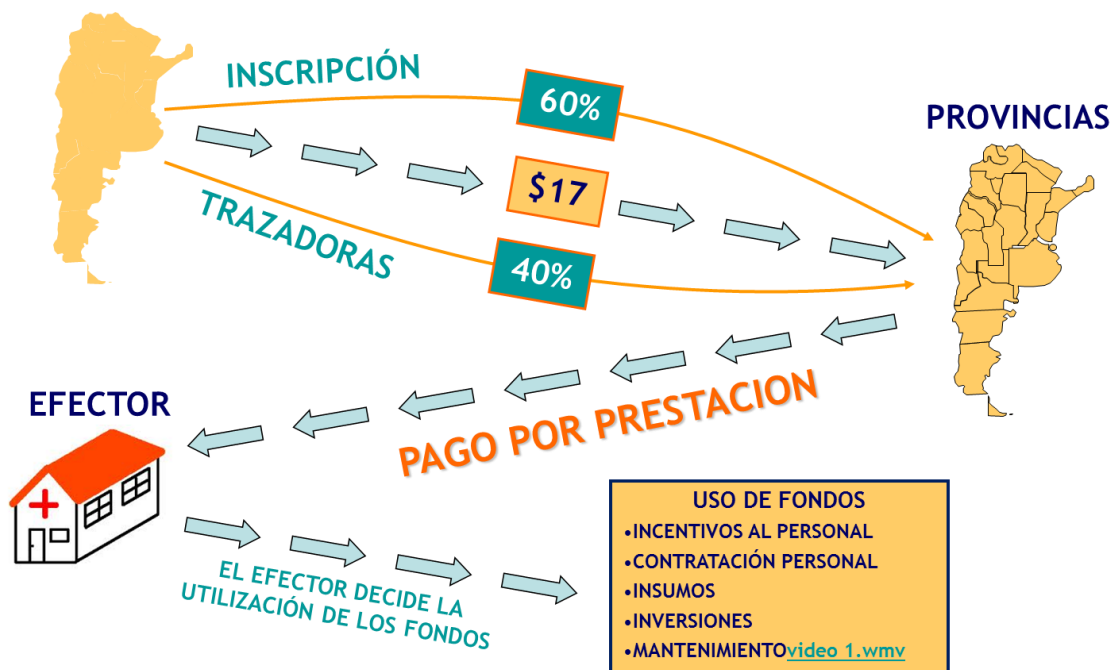 INSCRIPCIÓN
60%
PROVINCIAS
$17
TRAZADORAS
40%
EFECTOR
PAGO POR PRESTACION
EL EFECTOR DECIDE LA
UTILIZACIÓN DE LOS FONDOS
USO DE FONDOS
•INCENTIVOS AL PERSONAL
•CONTRATACIÓN PERSONAL
•INSUMOS
•INVERSIONES
•MANTENIMIENTOvideo 1.wmv